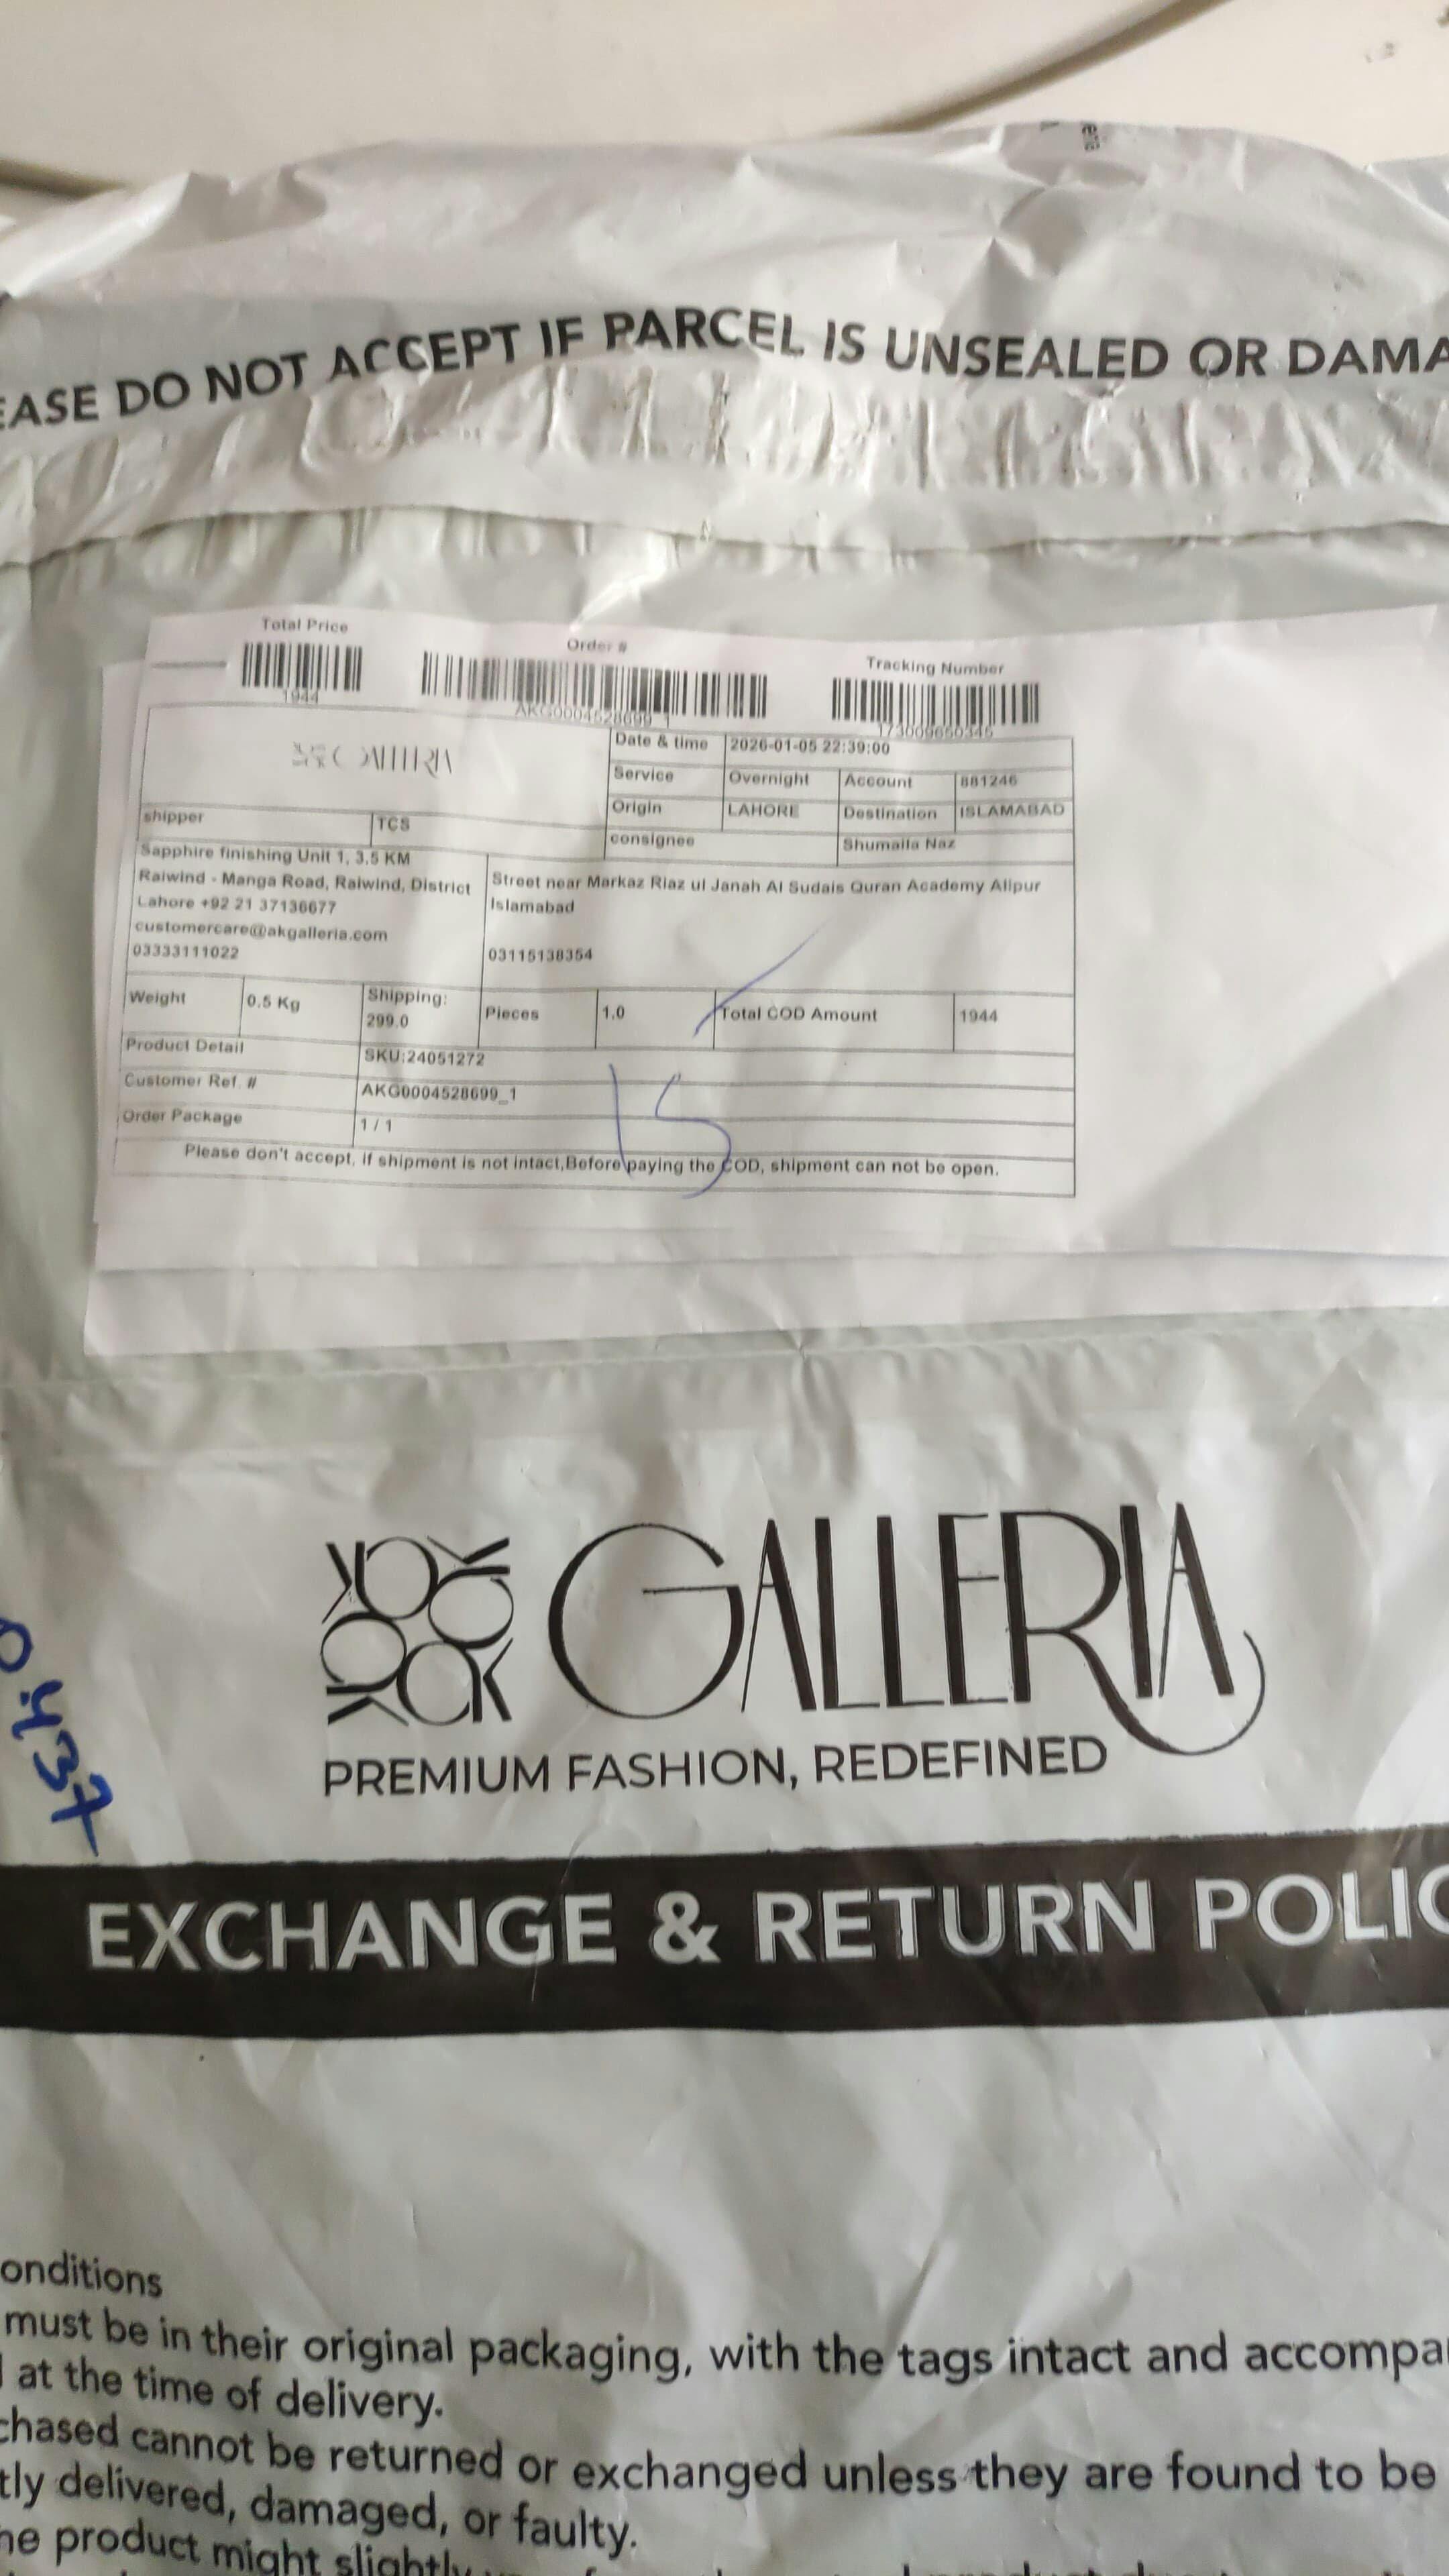 EASE DO NOT ACCEPT IF PARCEL IS UNSEALED OR DAMA
Total Price
1944
Order #
AKG0004528699_1
Tracking Number
173009650345
GALLERIA
Date & time 2026-01-05 22:39:00
Service Overnight Account 881246
Origin LAHORE Destination ISLAMABAD
shipper TCS
consignee Shumaila Naz
Sapphire finishing Unit 1, 3.5 KM
Raiwind - Manga Road, Raiwind, District
Lahore +92 21 37136677
customercare@akgalleria.com
03333111022
Street near Markaz Riaz ul Janah Al Sudais Quran Academy Alipur
Islamabad
03115138354
Weight 0.5 Kg Shipping: 299.0 Pieces 1.0 Total COD Amount 1944
Product Detail SKU:24051272
Customer Ref. # AKG0004528699_1
Order Package 1 / 1
15
Please don't accept, if shipment is not intact,Before paying the COD, shipment can not be open.
GALLERIA
PREMIUM FASHION, REDEFINED
0437
EXCHANGE & RETURN POLIC
onditions
must be in their original packaging, with the tags intact and accompa
at the time of delivery.
chased cannot be returned or exchanged unless they are found to be
tly delivered, damaged, or faulty.
he product might slightly